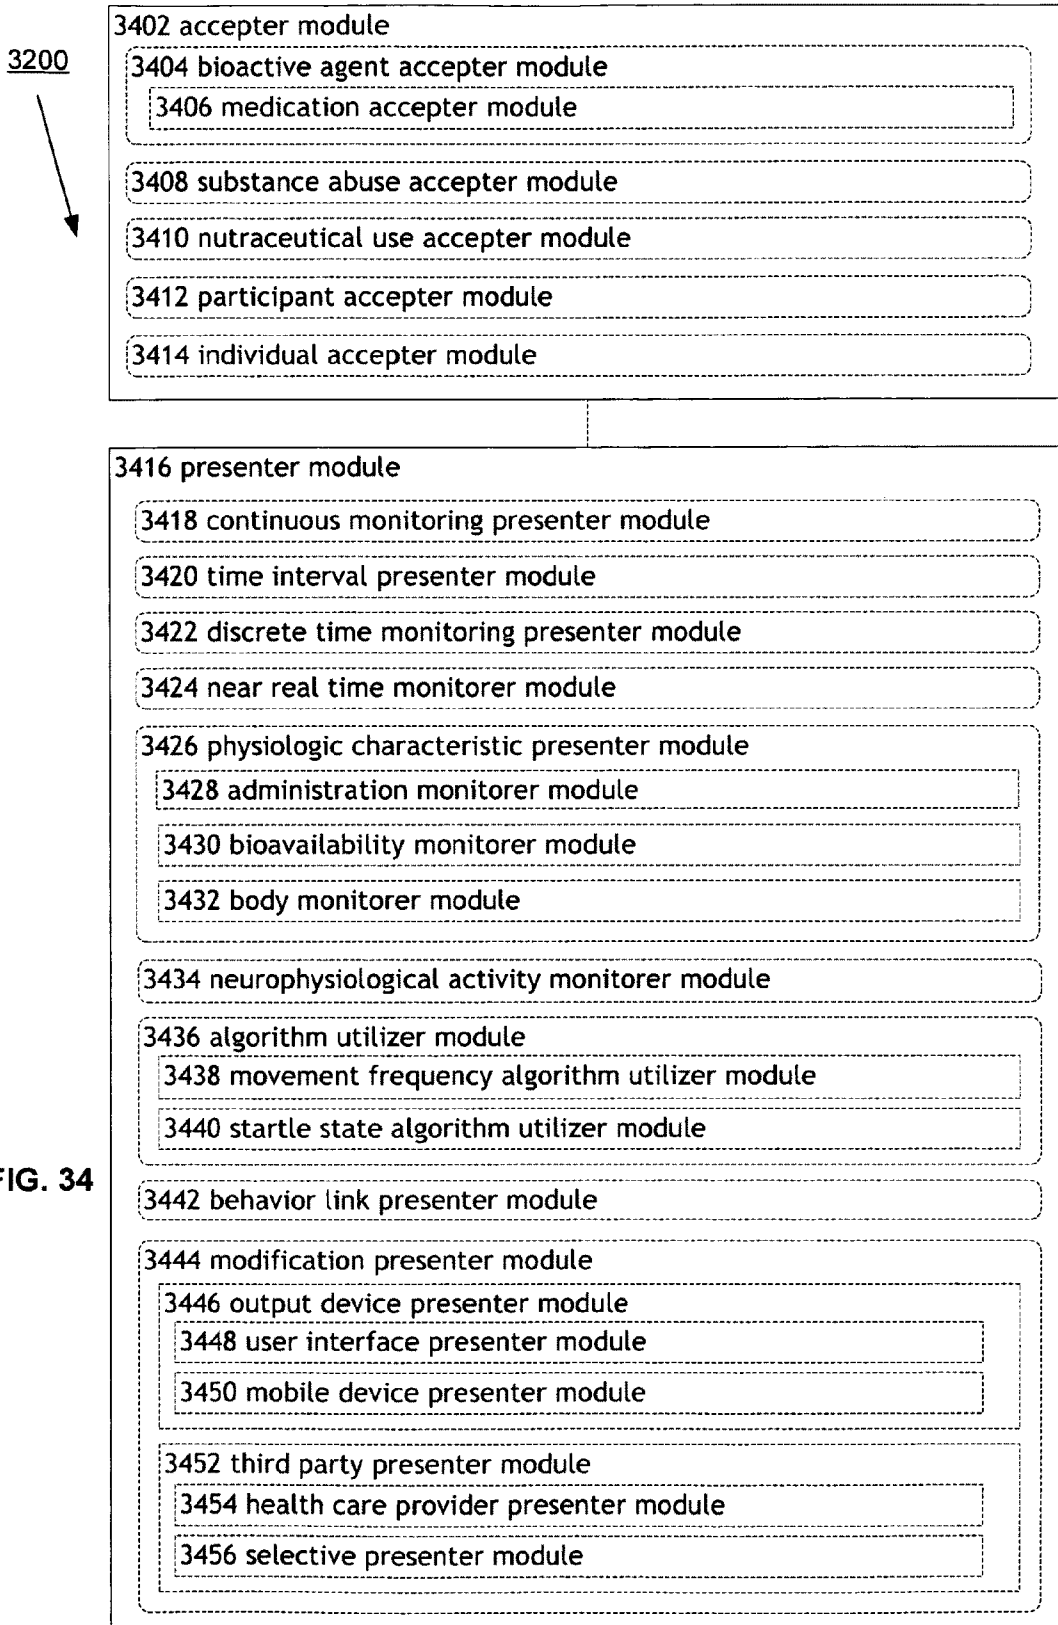 3402 accepter module
3200
3404 bioactive agent accepter module
3406 medication accepter module
3408 substance abuse accepter module
3410 nutraceutical use accepter module
3412 participant accepter module
3414 individual accepter module
3416 presenter module
3418 continuous monitoring presenter module
3420 time interval presenter module
3422 discrete time monitoring presenter module
3424 near real time monitorer module
3426 physiologic characteristic presenter module
3428 administration monitorer module
3430 bioavailability monitorer module
3432 body monitorer module
3434 neurophysiological activity monitorer module
3436 algorithm utilizer module
3438 movement frequency algorithm utilizer module
3440 startle state algorithm utilizer module
FIG. 34
3442 behavior link presenter module
3444 modification presenter module
3446 output device presenter module
3448 user interface presenter module
3450 mobile device presenter module
3452 third party presenter module
3454 health care provider presenter module
3456 selective presenter module